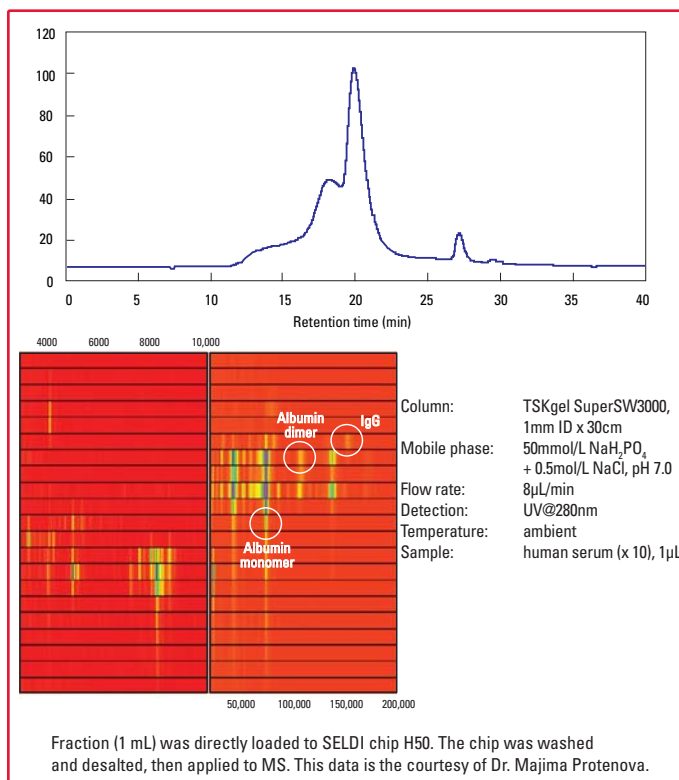 120
100
80
60
40
20
0
0 5 10 15 20 25 30 35 40
Retention time (min)
4000 6000 8000 10,000
Albumin
dimer
IgG
Albumin
monomer
50,000 100,000 150,000 200,000
Column: TSKgel SuperSW3000,
1mm ID x 30cm
Mobile phase: 50mmol/L NaH₂PO₄
+ 0.5mol/L NaCl, pH 7.0
Flow rate: 8µL/min
Detection: UV@280nm
Temperature: ambient
Sample: human serum (x 10), 1µL
Fraction (1 mL) was directly loaded to SELDI chip H50. The chip was washed
and desalted, then applied to MS. This data is the courtesy of Dr. Majima Protenova.